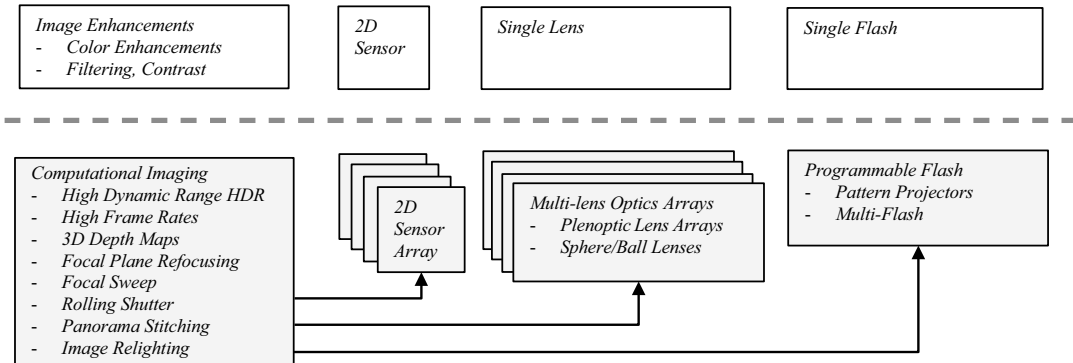 Image Enhancements
- Color Enhancements
- Filtering, Contrast
2D
Sensor
Single Lens
Single Flash
Computational Imaging
- High Dynamic Range HDR
- High Frame Rates
- 3D Depth Maps
- Focal Plane Refocusing
- Focal Sweep
- Rolling Shutter
- Panorama Stitching
- Image Relighting
2D
Sensor
Array
Multi-lens Optics Arrays
- Plenoptic Lens Arrays
- Sphere/Ball Lenses
Programmable Flash
- Pattern Projectors
- Multi-Flash